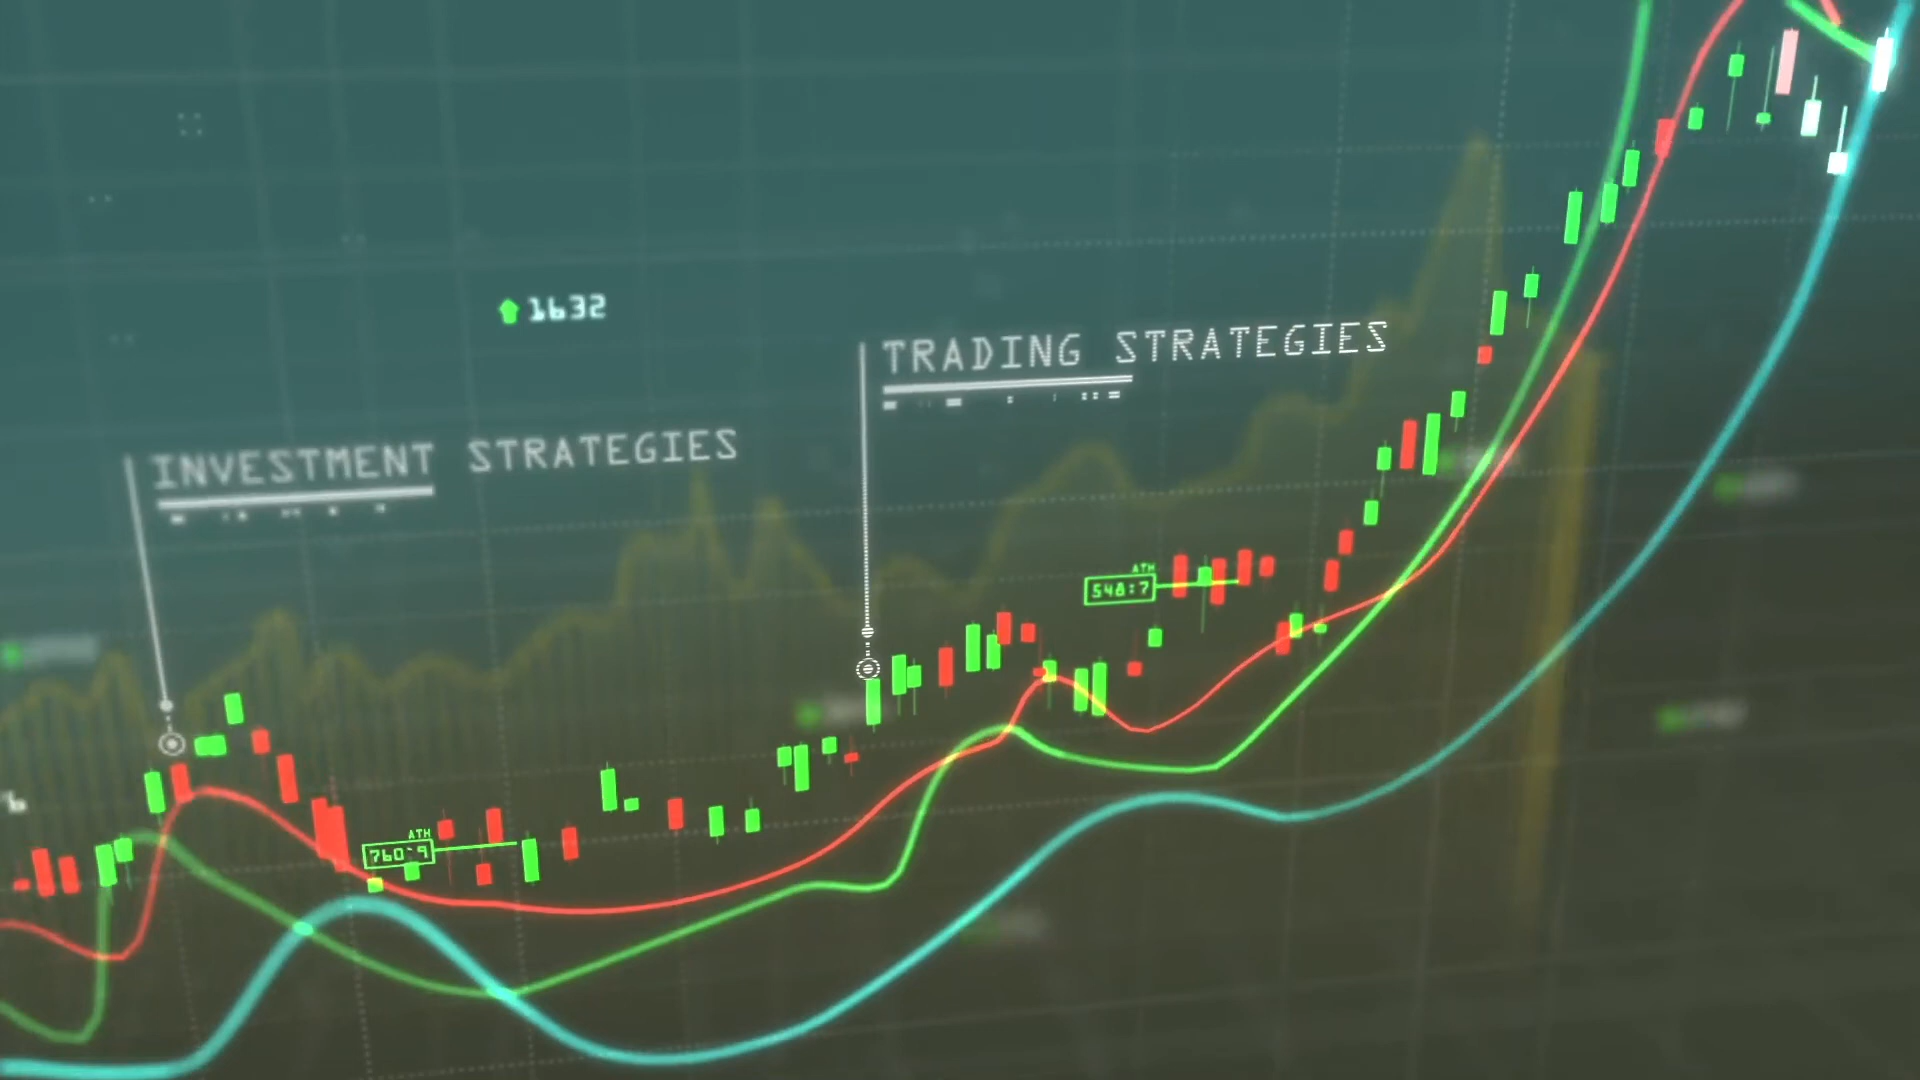 1632
TRADING STRATEGIES
INVESTMENT STRATEGIES
ATH
548:7
ATH
760`9